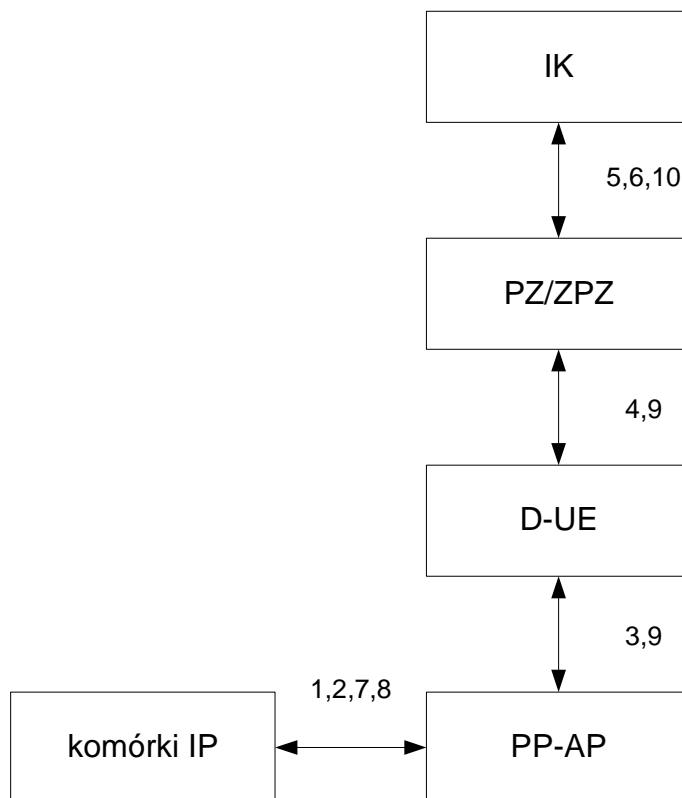 IK
5,6,10
PZ/ZPZ
4,9
D-UE
3,9
1,2,7,8
komórki IP
PP-AP